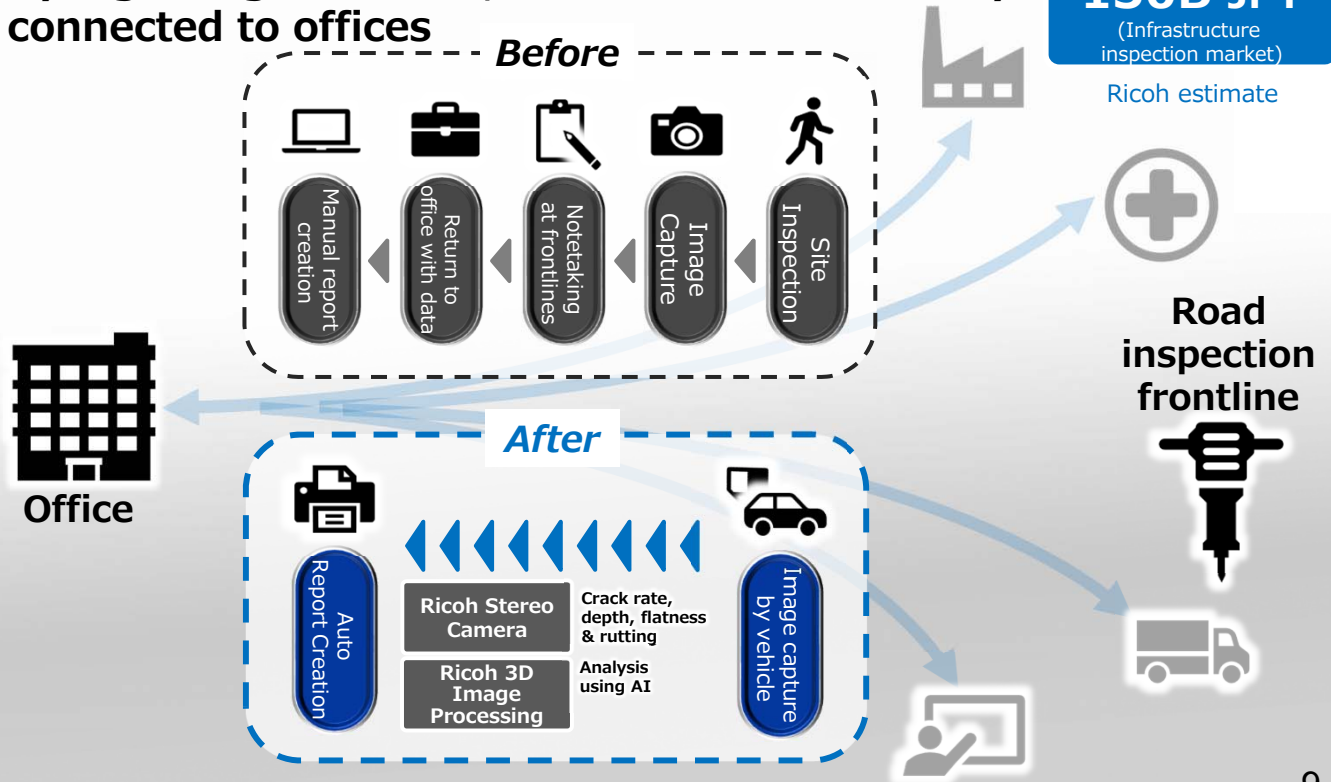 connected to offices
(Infrastructure
inspection market)
Ricoh estimate
Before
Manual report
creation
Return to
office with data
Notetaking
at frontlines
Image
Capture
Site
Inspection
Office
Road
inspection
frontline
After
Auto
Report Creation
Ricoh Stereo
Camera
Crack rate,
depth, flatness
& rutting
Ricoh 3D
Image
Processing
Analysis
using AI
Image capture
by vehicle